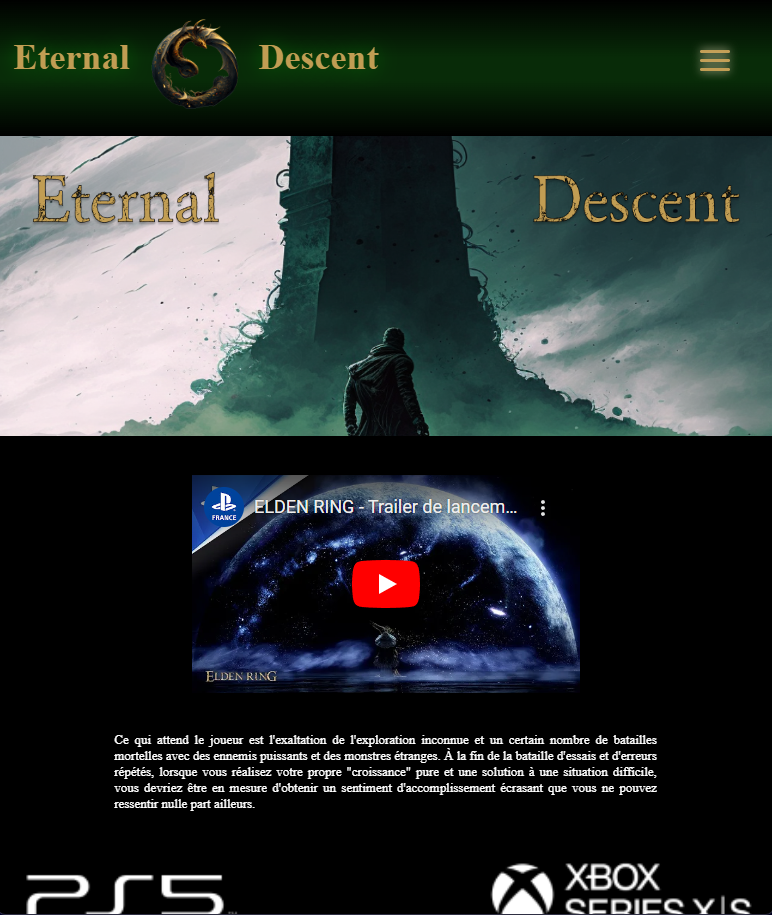 Eternal Descent
Eternal Descent
FRANCE
ELDEN RING - Trailer de lancem...
ELDEN RING
Ce qui attend le joueur est l'exaltation de l'exploration inconnue et un certain nombre de batailles
mortelles avec des ennemis puissants et des monstres étranges. À la fin de la bataille d'essais et d'erreurs
répétés, lorsque vous réalisez votre propre "croissance" pure et une solution à une situation difficile,
vous devriez être en mesure d'obtenir un sentiment d'accomplissement écrasant que vous ne pouvez
ressentir nulle part ailleurs.
PS5
XBOX
SERIES X|S